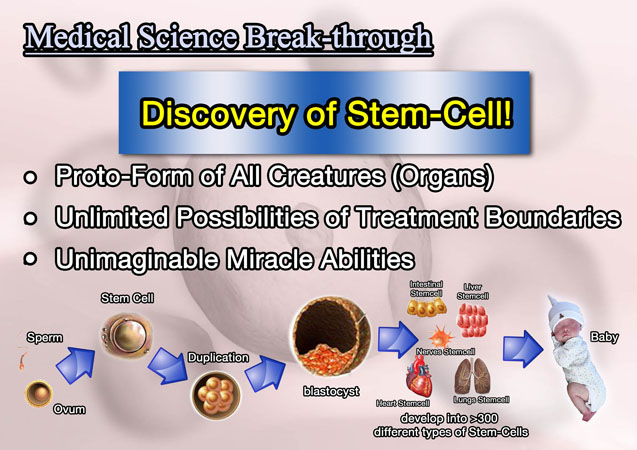 Medical Science Break-through
Discovery of Stem-Cell!
• Proto-Form of All Creatures (Organs)
• Unlimited Possibilities of Treatment Boundaries
• Unimaginable Miracle Abilities
Sperm
Ovum
Stem Cell
Duplication
blastocyst
Intestinal
Stemcell
Liver
Stemcell
Nerves Stemcell
Heart Stemcell
Lungs Stemcell
develop into >300
different types of Stem-Cells
Baby